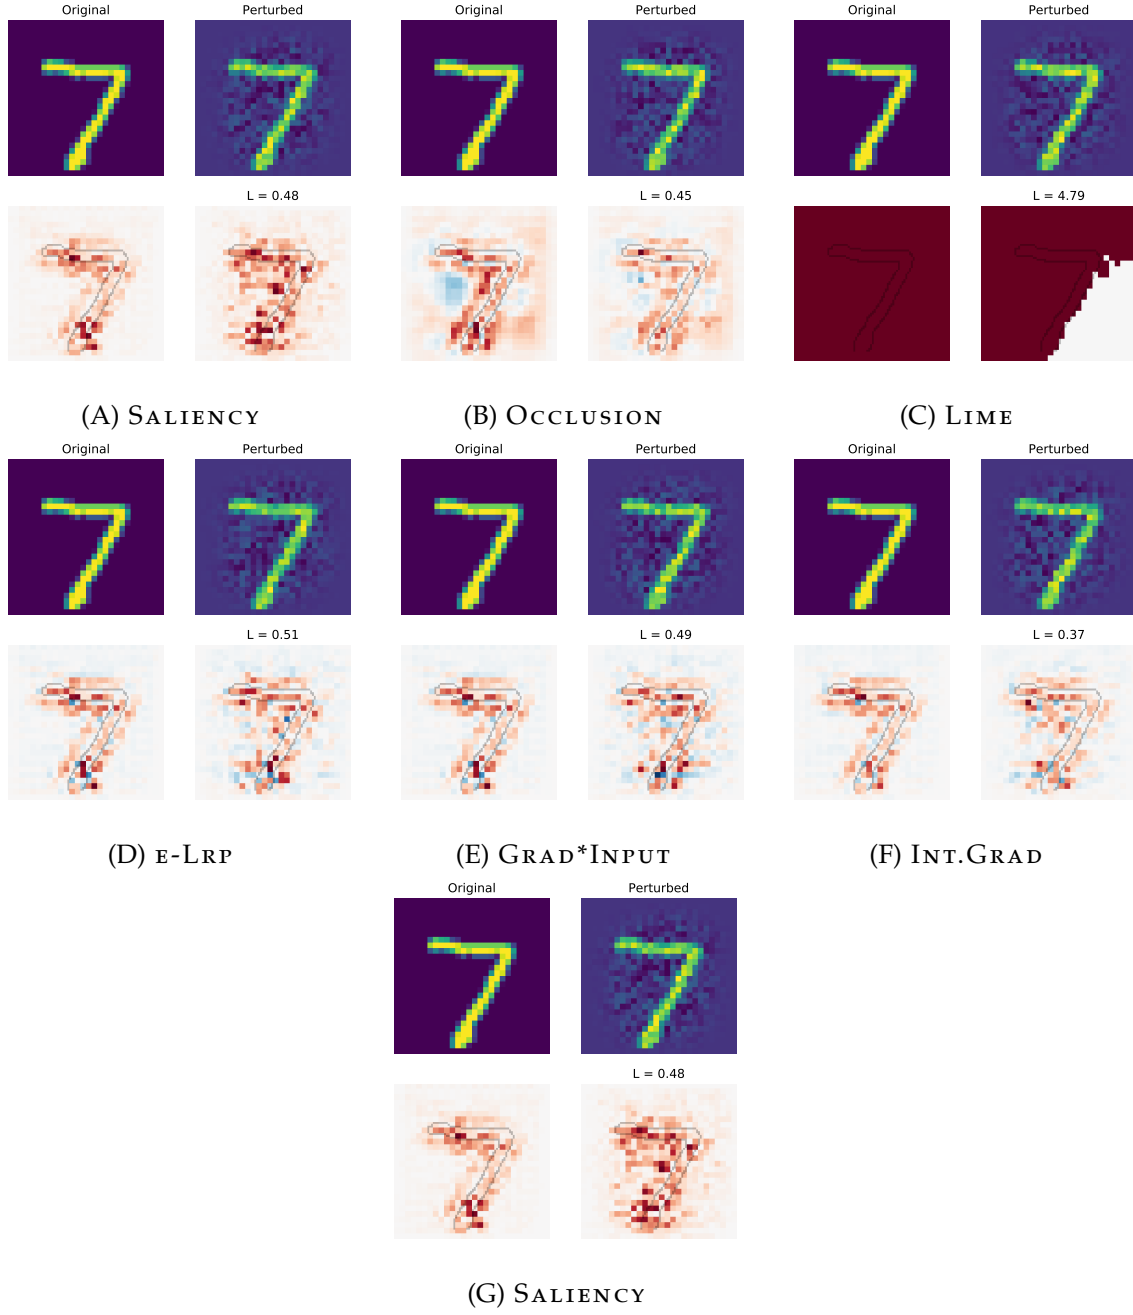 Original Perturbed Original Perturbed Original Perturbed
L = 0.48 L = 0.45 L = 4.79
(A) SALIENCY (B) OCCLUSION (C) LIME
Original Perturbed Original Perturbed Original Perturbed
L = 0.51 L = 0.49 L = 0.37
(D) E-LRP (E) GRAD*INPUT (F) INT.GRAD
Original Perturbed
L = 0.48
(G) SALIENCY